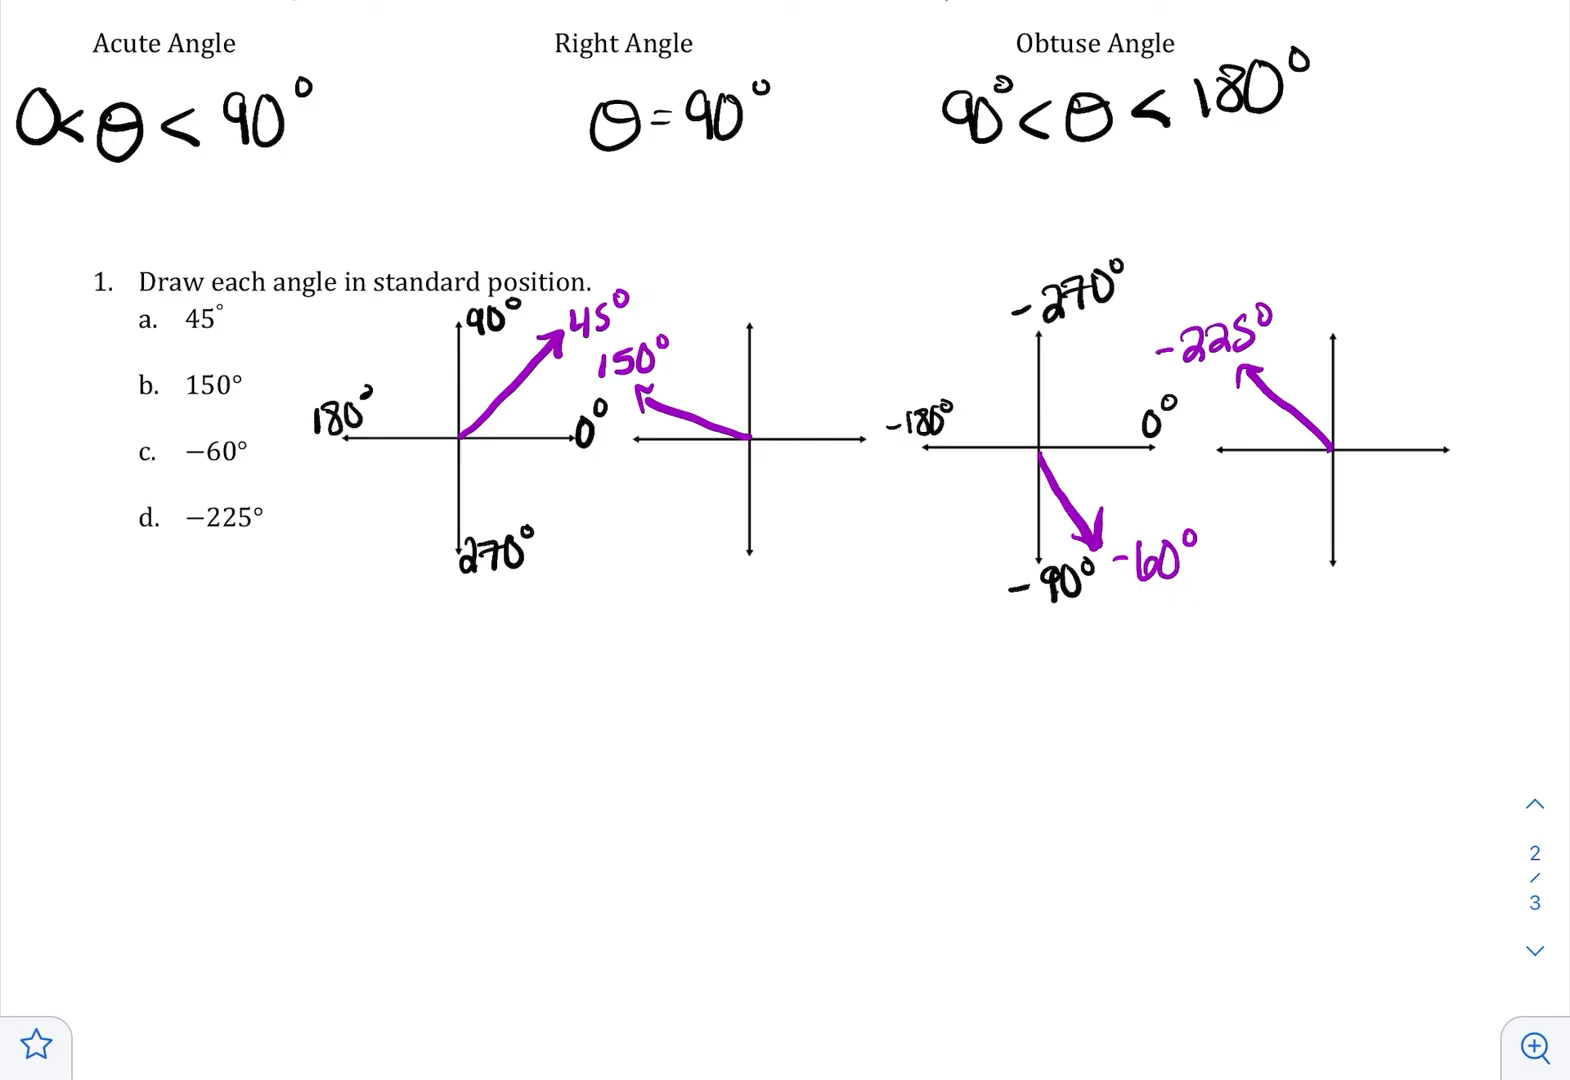 Acute Angle Right Angle Obtuse Angle
0<θ<90° θ=90° 90°<θ<180°
1. Draw each angle in standard position.
a. 45°
b. 150°
c. −60°
d. −225°
90° 45°
180° 0°
270°
150°
-270°
-180° 0°
-90° -60°
-225°
2
/
3